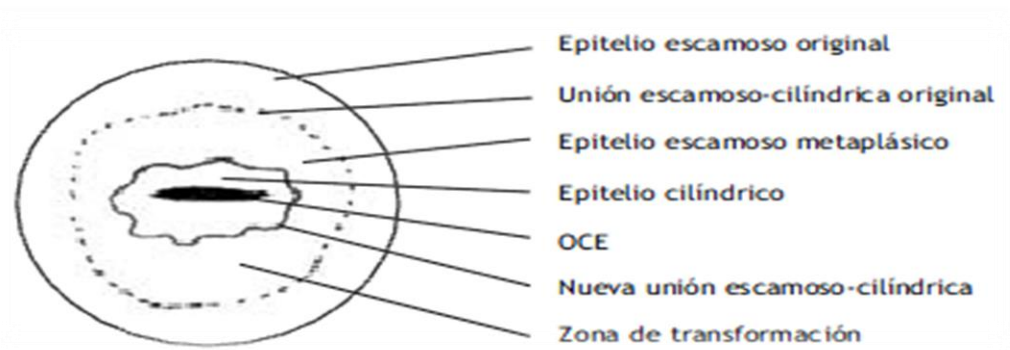 Epitelio escamoso original
Unión escamoso-cilíndrica original
Epitelio escamoso metaplásico
Epitelio cilíndrico
OCE
Nueva unión escamoso-cilíndrica
Zona de transformación